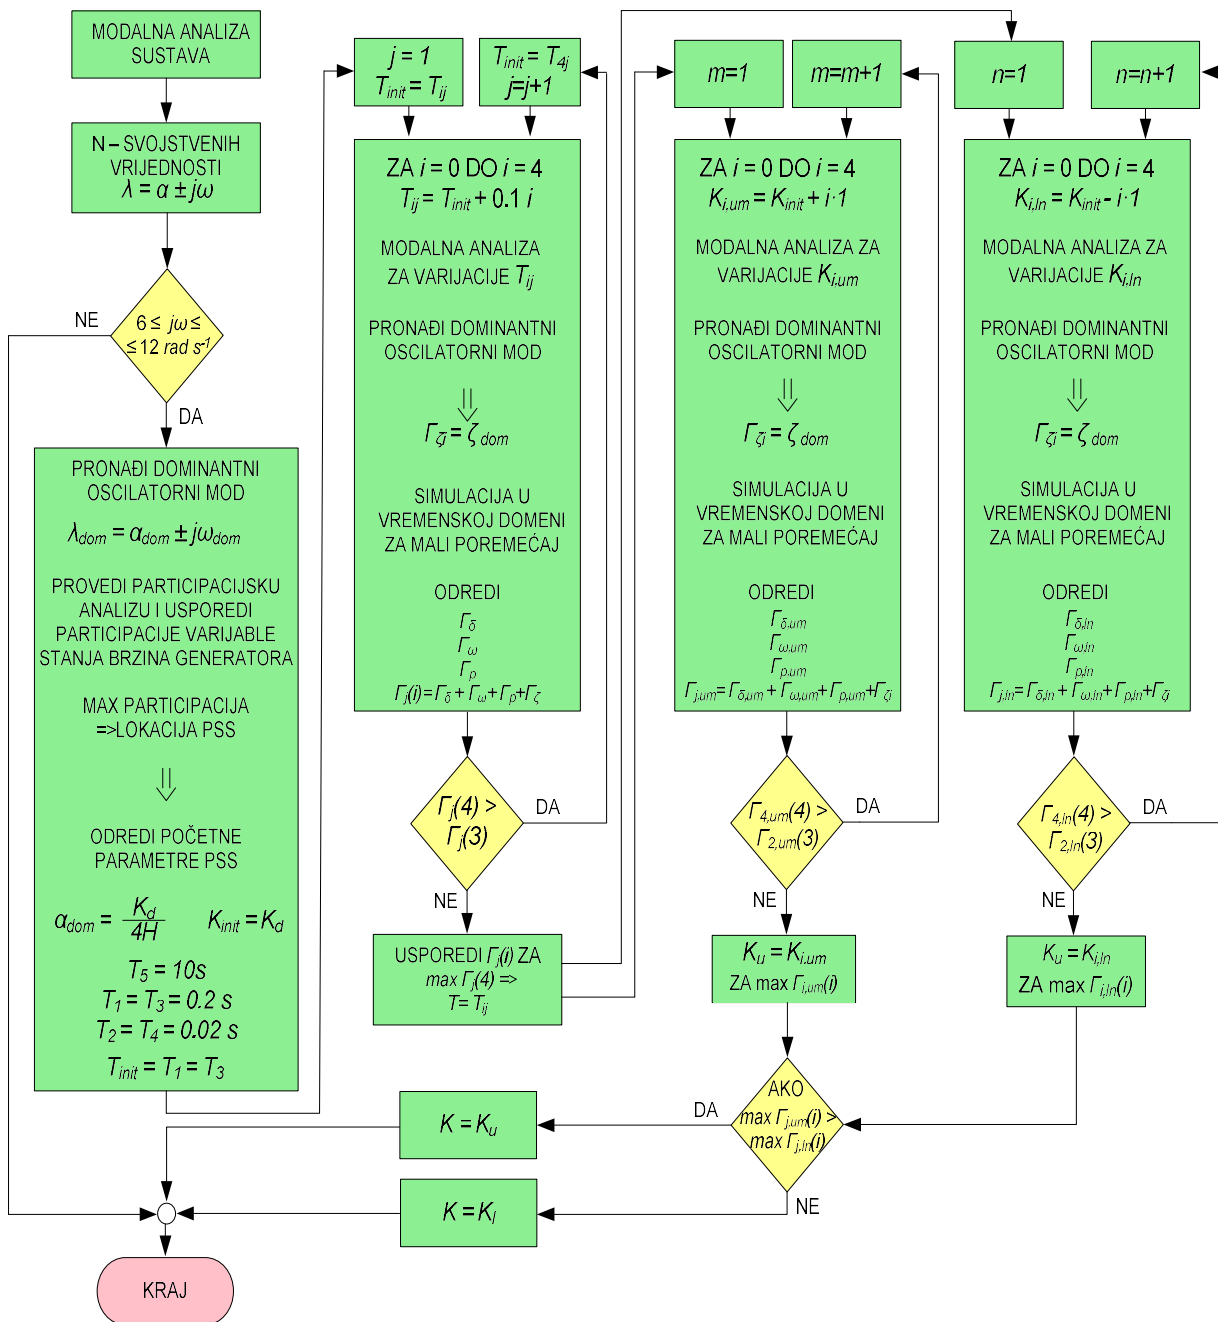 MODALNA ANALIZA
SUSTAVA
N – SVOJSTVENIH
VRIJEDNOSTI
λ = α ± jω
6 ≤ jω ≤
≤ 12 rad s⁻¹
NE
DA
PRONAĐI DOMINANTNI
OSCILATORNI MOD
λdom = αdom ± jωdom
PROVEDI PARTICIPACIJSKU
ANALIZU I USPOREDI
PARTICIPACIJE VARIJABLE
STANJA BRZINA GENERATORA
MAX PARTICIPACIJA
=>LOKACIJA PSS
⇓
ODREDI POČETNE
PARAMETRE PSS
αdom = Kd / 4H Kinit = Kd
T5 = 10s
T1 = T3 = 0.2 s
T2 = T4 = 0.02 s
Tinit = T1 = T3
j = 1
Tinit = Tij
Tinit = T4j
j=j+1
ZA i = 0 DO i = 4
Tij = Tinit + 0.1 i
MODALNA ANALIZA
ZA VARIJACIJE Tij
PRONAĐI DOMINANTNI
OSCILATORNI MOD
⇓
Γζi = ζdom
SIMULACIJA U
VREMENSKOJ DOMENI
ZA MALI POREMEĆAJ
ODREDI
Γδ
Γω
Γp
Γj(i) = Γδ + Γω + Γp + Γζ
Γj(4) >
Γj(3)
DA
NE
USPOREDI Γj(i) ZA
max Γj(4) =>
T= Tij
m=1
m=m+1
ZA i = 0 DO i = 4
Ki,um = Kinit + i·1
MODALNA ANALIZA ZA
VARIJACIJE Ki,um
PRONAĐI DOMINANTNI
OSCILATORNI MOD
⇓
Γζi = ζdom
SIMULACIJA U
VREMENSKOJ DOMENI
ZA MALI POREMEĆAJ
ODREDI
Γδ,um
Γω,um
Γp,um
Γj,um = Γδ,um + Γω,um + Γp,um + Γζi
Γ4,um(4) >
Γ2,um(3)
DA
NE
Ku = Ki,um
ZA max Γi,um(i)
n=1
n=n+1
ZA i = 0 DO i = 4
Ki,ln = Kinit - i·1
MODALNA ANALIZA ZA
VARIJACIJE Ki,ln
PRONAĐI DOMINANTNI
OSCILATORNI MOD
⇓
Γζi = ζdom
SIMULACIJA U
VREMENSKOJ DOMENI
ZA MALI POREMEĆAJ
ODREDI
Γδ,ln
Γω,ln
Γp,ln
Γj,ln = Γδ,ln + Γω,ln + Γp,ln + Γζi
Γ4,ln(4) >
Γ2,ln(3)
DA
NE
Ku = Ki,ln
ZA max Γi,ln(i)
AKO
max Γj,um(i) >
max Γj,ln(i)
DA
NE
K = Ku
K = Kl
KRAJ